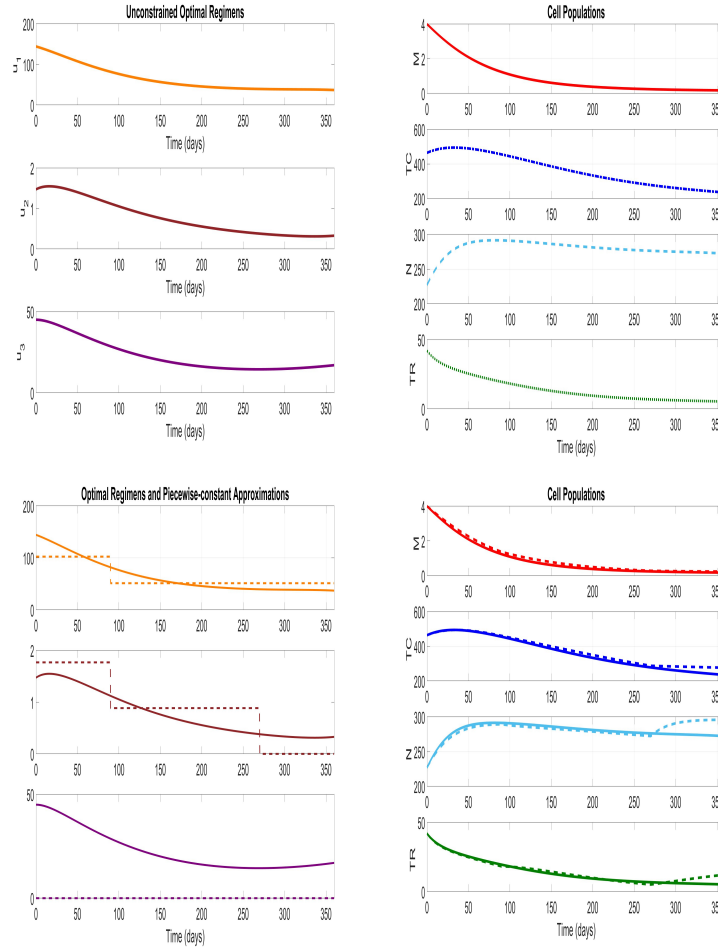 Unconstrained Optimal Regimens
200
100
0
u1
0 50 100 150 200 250 300 350
Time (days)
2
1
0
u2
0 50 100 150 200 250 300 350
Time (days)
50
0
u3
0 50 100 150 200 250 300 350
Time (days)
Cell Populations
4
2
0
M
0 50 100 150 200 250 300 35
600
400
200
TC
0 50 100 150 200 250 300 35
300
250
200
N
0 50 100 150 200 250 300 35
50
0
TR
0 50 100 150 200 250 300 35
Time (days)
Optimal Regimens and Piecewise-constant Approximations
200
100
0
0 50 100 150 200 250 300 350
2
1
0
0 50 100 150 200 250 300 350
50
0
0 50 100 150 200 250 300 350
Time (days)
Cell Populations
4
2
0
M
0 50 100 150 200 250 300 35
600
400
200
TC
0 50 100 150 200 250 300 35
300
250
200
N
0 50 100 150 200 250 300 35
50
0
TR
0 50 100 150 200 250 300 35
Time (days)